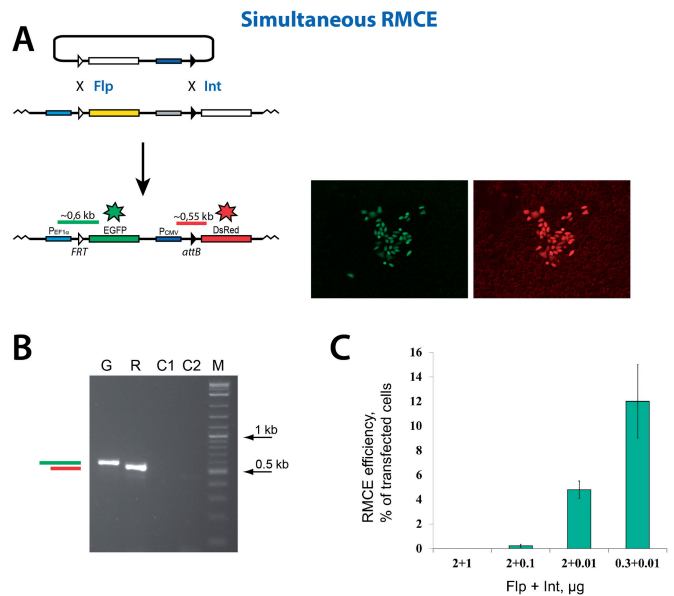 Simultaneous RMCE
A
X Flp X Int
~0,6 kb ~0,55 kb
PEF1α EGFP PCMV DsRed
FRT attB
B
G R C1 C2 M
1 kb
0.5 kb
C
RMCE efficiency,
% of transfected cells
16
14
12
10
8
6
4
2
0
2+1 2+0.1 2+0.01 0.3+0.01
Flp + Int, µg